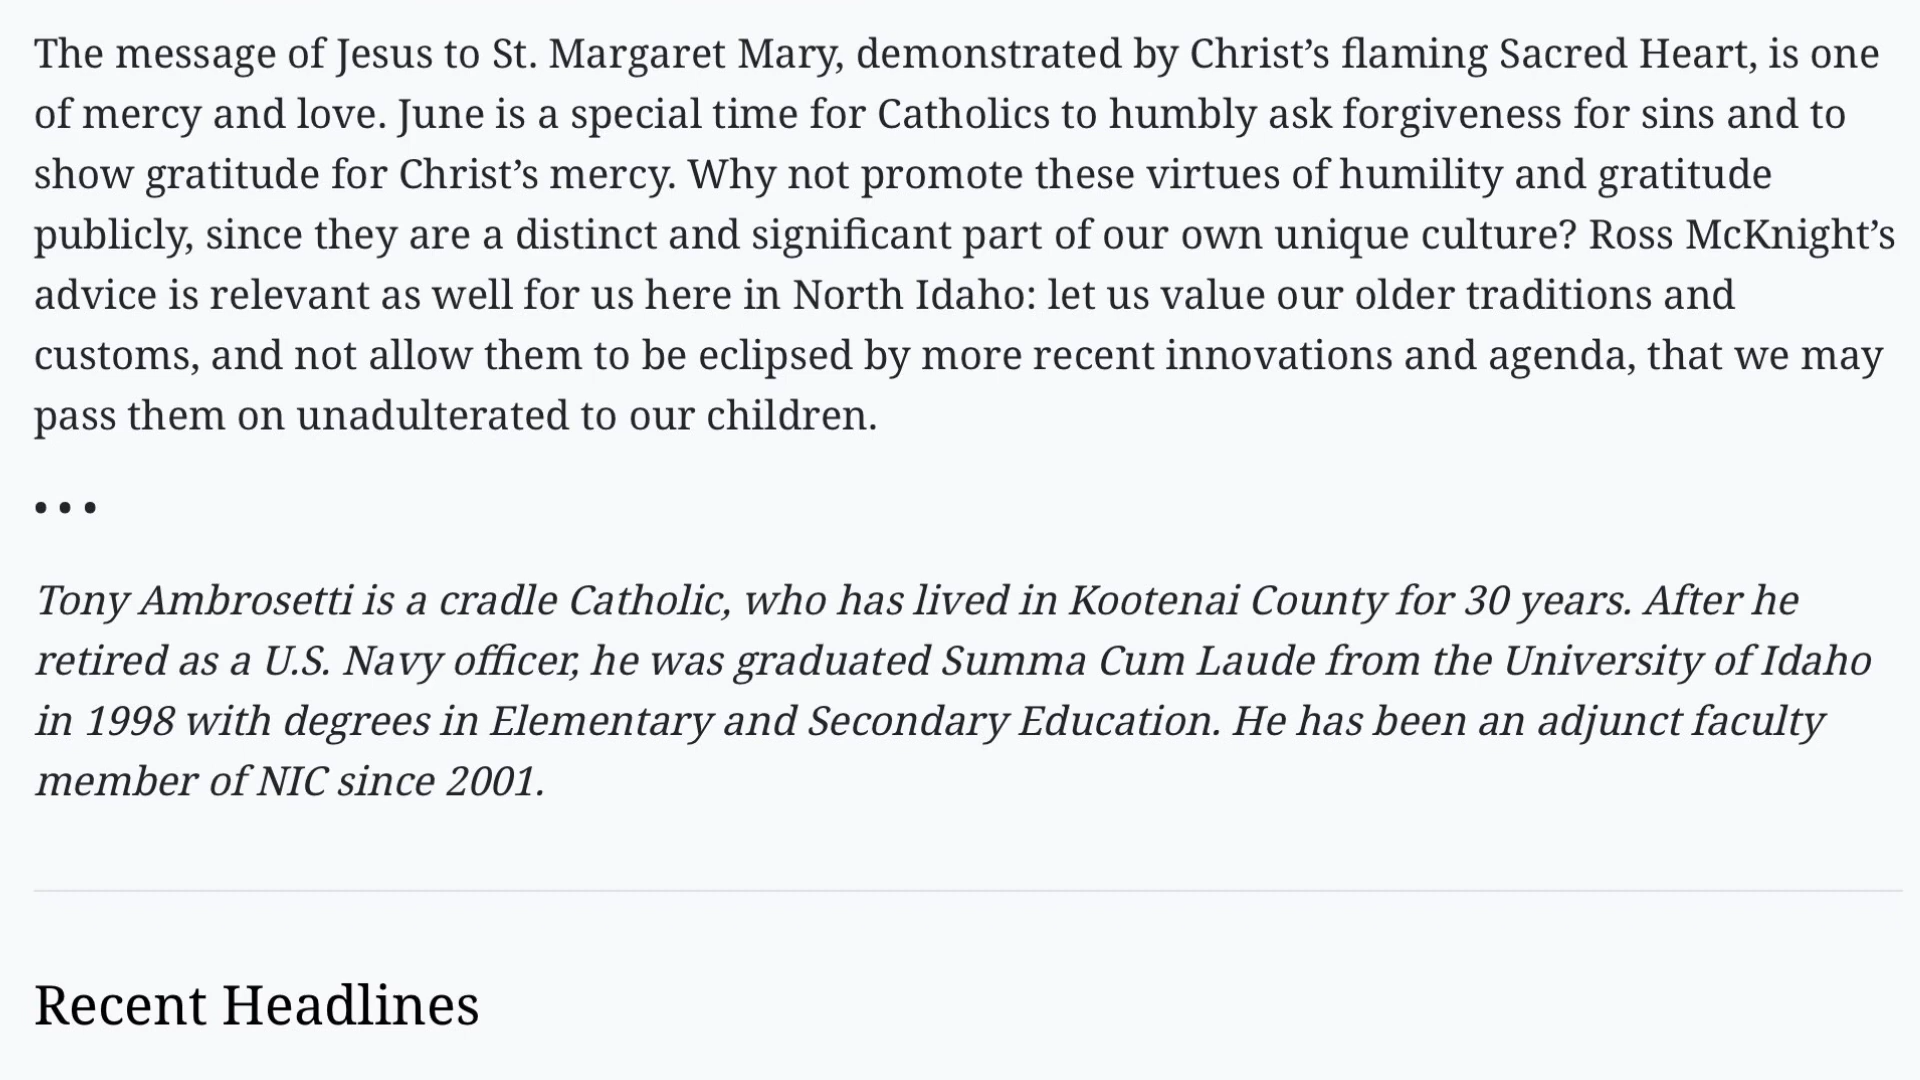 The message of Jesus to St. Margaret Mary, demonstrated by Christ’s flaming Sacred Heart, is one
of mercy and love. June is a special time for Catholics to humbly ask forgiveness for sins and to
show gratitude for Christ’s mercy. Why not promote these virtues of humility and gratitude
publicly, since they are a distinct and significant part of our own unique culture? Ross McKnight’s
advice is relevant as well for us here in North Idaho: let us value our older traditions and
customs, and not allow them to be eclipsed by more recent innovations and agenda, that we may
pass them on unadulterated to our children.
• • •
Tony Ambrosetti is a cradle Catholic, who has lived in Kootenai County for 30 years. After he
retired as a U.S. Navy officer, he was graduated Summa Cum Laude from the University of Idaho
in 1998 with degrees in Elementary and Secondary Education. He has been an adjunct faculty
member of NIC since 2001.
Recent Headlines